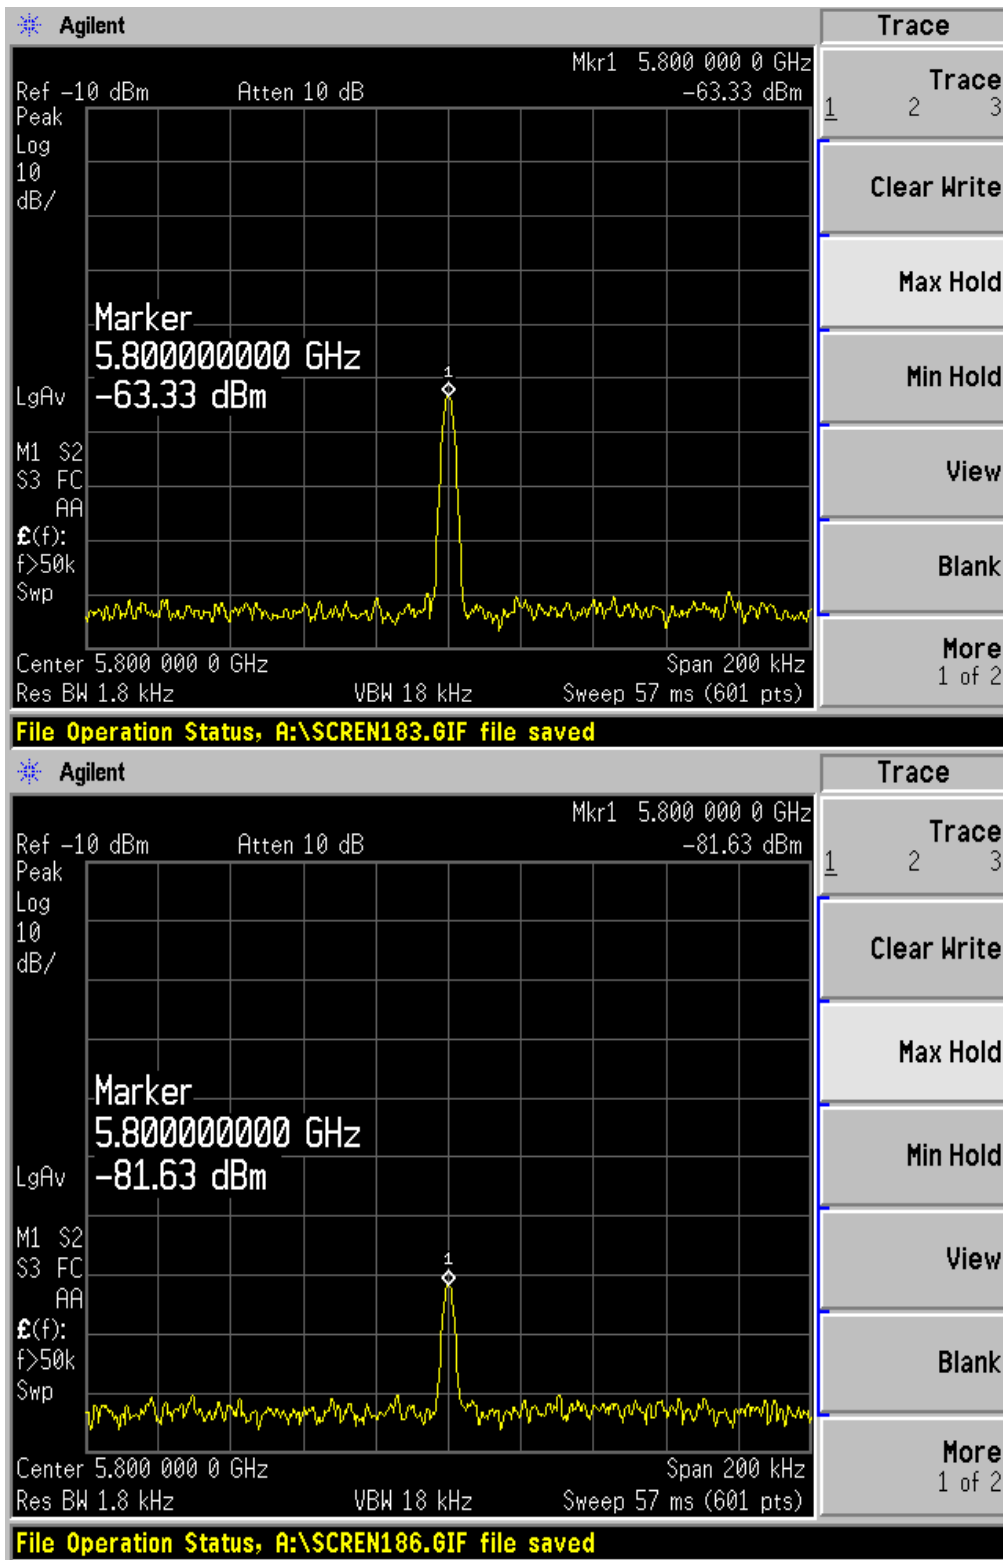 Agilent
Trace
Mkr1 5.800 000 0 GHz
Ref −10 dBm Atten 10 dB −63.33 dBm
Peak
Log
10
dB/
Marker
5.800000000 GHz
−63.33 dBm
1
LgAv
M1 S2
S3 FC
AA
£(f):
f>50k
Swp
Center 5.800 000 0 GHz Span 200 kHz
Res BW 1.8 kHz VBW 18 kHz Sweep 57 ms (601 pts)
Trace
1 2 3
Clear Write
Max Hold
Min Hold
View
Blank
More
1 of 2
File Operation Status, A:\SCREN183.GIF file saved
Agilent
Trace
Mkr1 5.800 000 0 GHz
Ref −10 dBm Atten 10 dB −81.63 dBm
Peak
Log
10
dB/
Marker
5.800000000 GHz
−81.63 dBm
1
LgAv
M1 S2
S3 FC
AA
£(f):
f>50k
Swp
Center 5.800 000 0 GHz Span 200 kHz
Res BW 1.8 kHz VBW 18 kHz Sweep 57 ms (601 pts)
Trace
1 2 3
Clear Write
Max Hold
Min Hold
View
Blank
More
1 of 2
File Operation Status, A:\SCREN186.GIF file saved